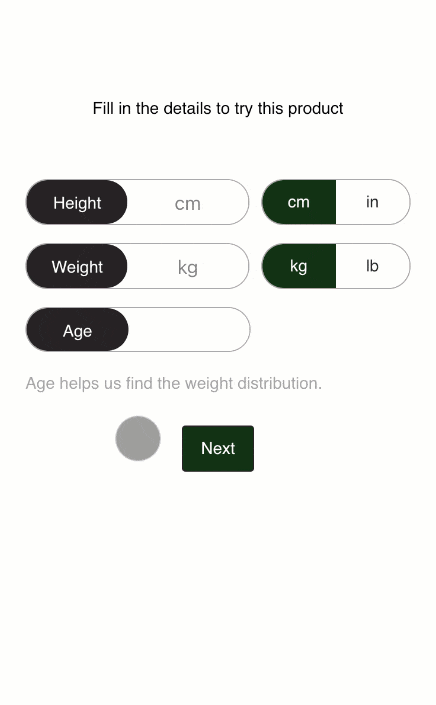 Fill in the details to try this product
Height cm cm in
Weight kg kg lb
Age
Age helps us find the weight distribution.
Next